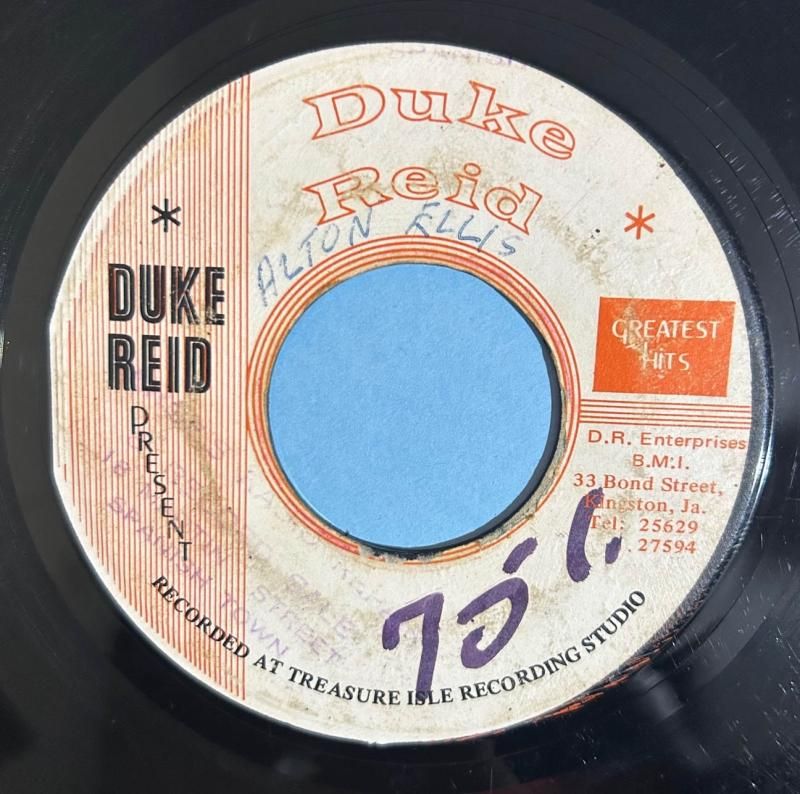 Duke
Reid
ALTON ELLIS
*
*
DUKE
REID
PRESENT
GREATEST
HITS
D.R. Enterprises
B.M.I.
33 Bond Street,
Kingston, Ja.
Tel: 25629
27594
STREET
SPANISH TOWN
RECORDED AT TREASURE ISLE RECORDING STUDIO